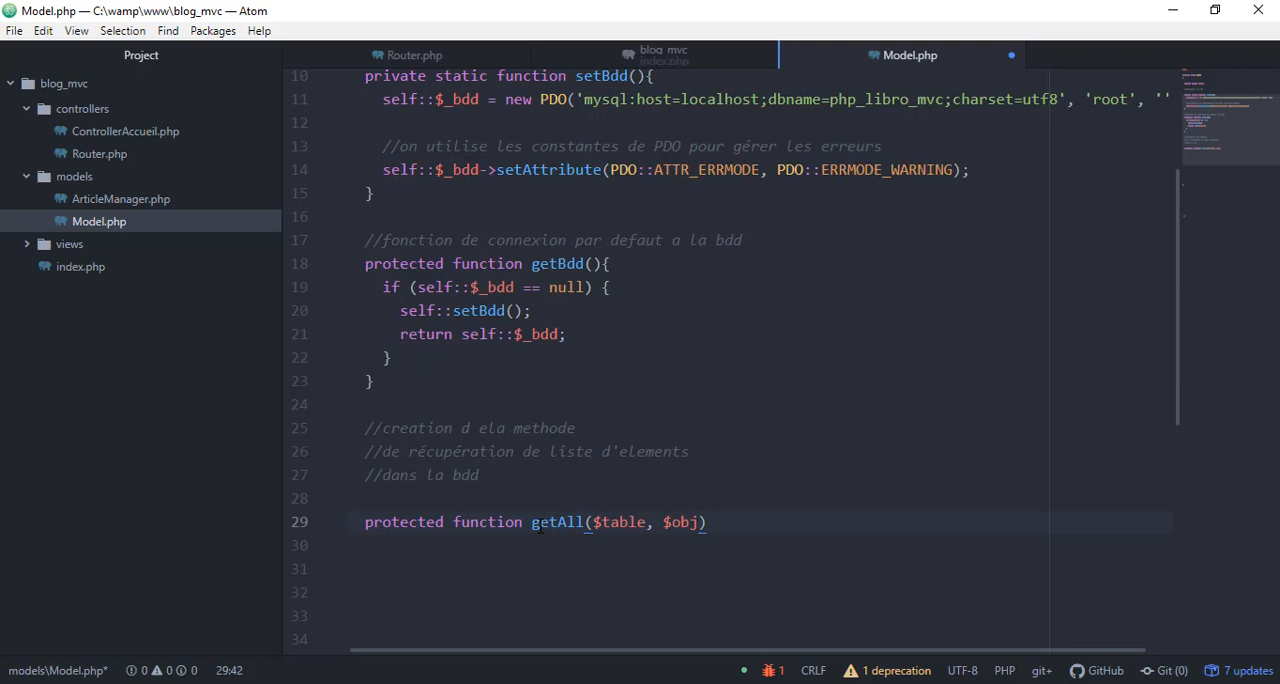 Model.php — C:\wamp\www\blog_mvc — Atom
File Edit View Selection Find Packages Help
Project
Router.php
blog_mvc
index.php
Model.php
blog_mvc
controllers
ControllerAccueil.php
Router.php
models
ArticleManager.php
Model.php
views
index.php
10 private static function setBdd(){
11 self::$_bdd = new PDO('mysql:host=localhost;dbname=php_libro_mvc;charset=utf8', 'root', ''
12
13 //on utilise les constantes de PDO pour gérer les erreurs
14 self::$_bdd->setAttribute(PDO::ATTR_ERRMODE, PDO::ERRMODE_WARNING);
15 }
16
17 //fonction de connexion par defaut a la bdd
18 protected function getBdd(){
19 if (self::$_bdd == null) {
20 self::setBdd();
21 return self::$_bdd;
22 }
23 }
24
25 //creation d ela methode
26 //de récupération de liste d'elements
27 //dans la bdd
28
29 protected function getAll($table, $obj)
30
31
32
33
34
models\Model.php* 0 0 0 29:42 1 CRLF 1 deprecation UTF-8 PHP git+ GitHub Git (0) 7 updates